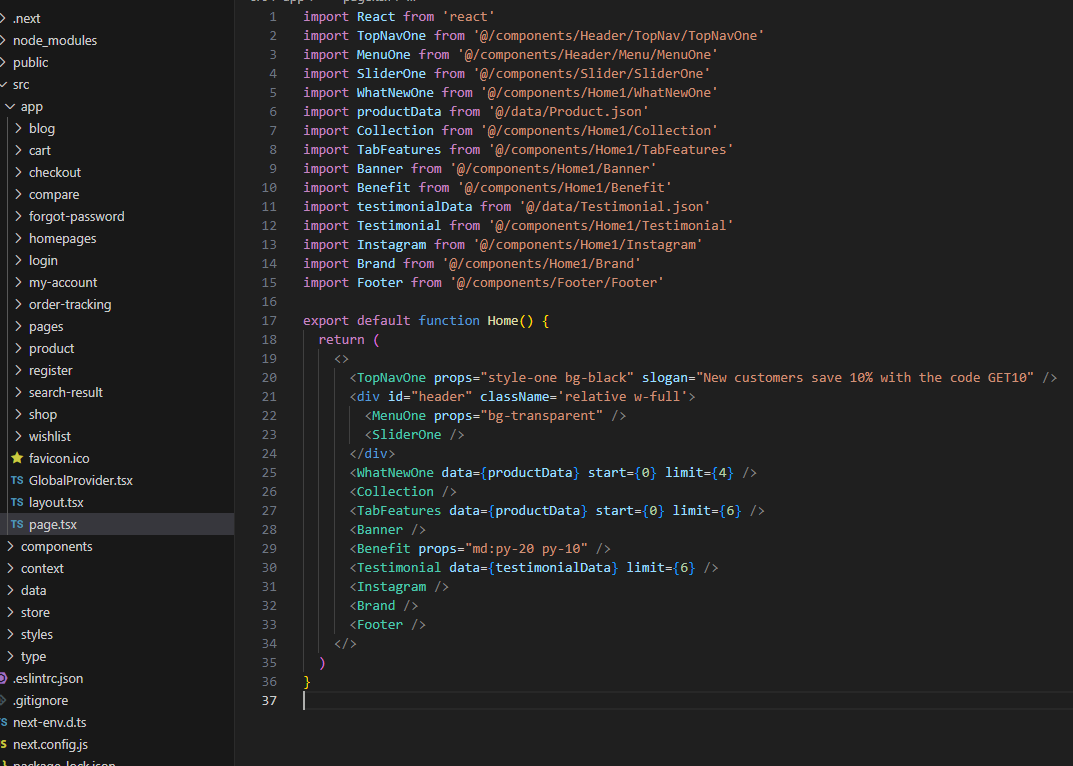 .next
node_modules
public
src
app
blog
cart
checkout
compare
forgot-password
homepages
login
my-account
order-tracking
pages
product
register
search-result
shop
wishlist
favicon.ico
TS GlobalProvider.tsx
TS layout.tsx
TS page.tsx
components
context
data
store
styles
type
.eslintrc.json
.gitignore
next-env.d.ts
next.config.js
package-lock.json
1 import React from 'react'
2 import TopNavOne from '@/components/Header/TopNav/TopNavOne'
3 import MenuOne from '@/components/Header/Menu/MenuOne'
4 import SliderOne from '@/components/Slider/SliderOne'
5 import WhatNewOne from '@/components/Home1/WhatNewOne'
6 import productData from '@/data/Product.json'
7 import Collection from '@/components/Home1/Collection'
8 import TabFeatures from '@/components/Home1/TabFeatures'
9 import Banner from '@/components/Home1/Banner'
10 import Benefit from '@/components/Home1/Benefit'
11 import testimonialData from '@/data/Testimonial.json'
12 import Testimonial from '@/components/Home1/Testimonial'
13 import Instagram from '@/components/Home1/Instagram'
14 import Brand from '@/components/Home1/Brand'
15 import Footer from '@/components/Footer/Footer'
16
17 export default function Home() {
18 return (
19 <>
20 <TopNavOne props="style-one bg-black" slogan="New customers save 10% with the code GET10" />
21 <div id="header" className='relative w-full'>
22 <MenuOne props="bg-transparent" />
23 <SliderOne />
24 </div>
25 <WhatNewOne data={productData} start={0} limit={4} />
26 <Collection />
27 <TabFeatures data={productData} start={0} limit={6} />
28 <Banner />
29 <Benefit props="md:py-20 py-10" />
30 <Testimonial data={testimonialData} limit={6} />
31 <Instagram />
32 <Brand />
33 <Footer />
34 </>
35 )
36 }
37